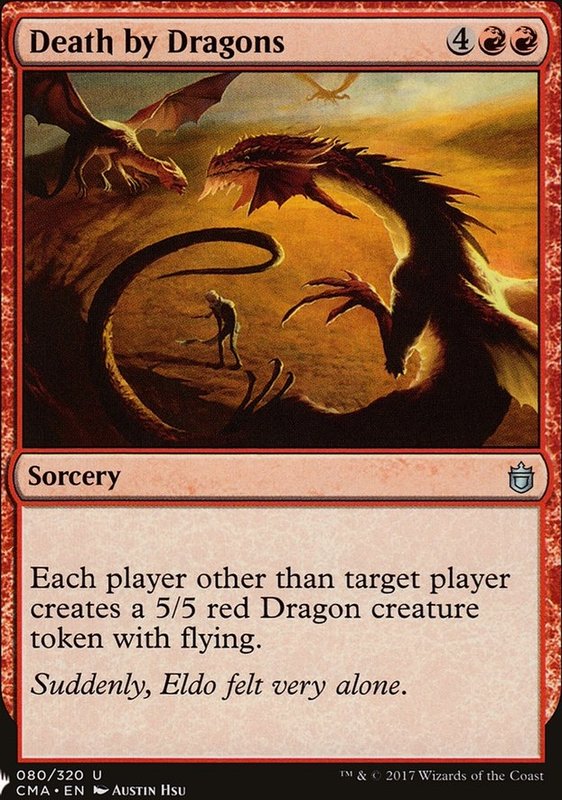 Death by Dragons 4
Sorcery
Each player other than target player
creates a 5/5 red Dragon creature
token with flying.
Suddenly, Eldo felt very alone.
080/320 U
CMA • EN Austin Hsu
™ & © 2017 Wizards of the Coast